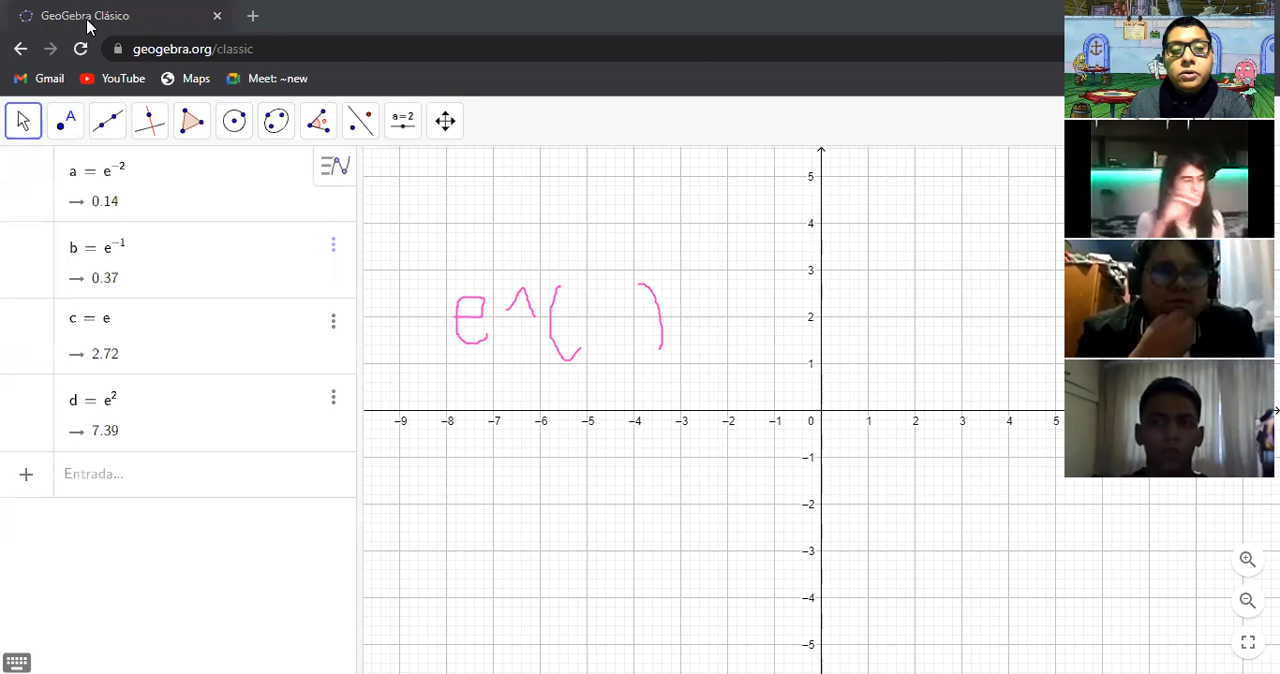 GeoGebra Clásico
geogebra.org/classic
Gmail YouTube Maps Meet: ~new
A
a=2
a = e⁻²
→ 0.14
b = e⁻¹
→ 0.37
c = e
→ 2.72
d = e²
→ 7.39
+ Entrada...
e^( )
5
4
3
2
1
-9 -8 -7 -6 -5 -4 -3 -2 -1 0 1 2 3 4 5
-1
-2
-3
-4
-5